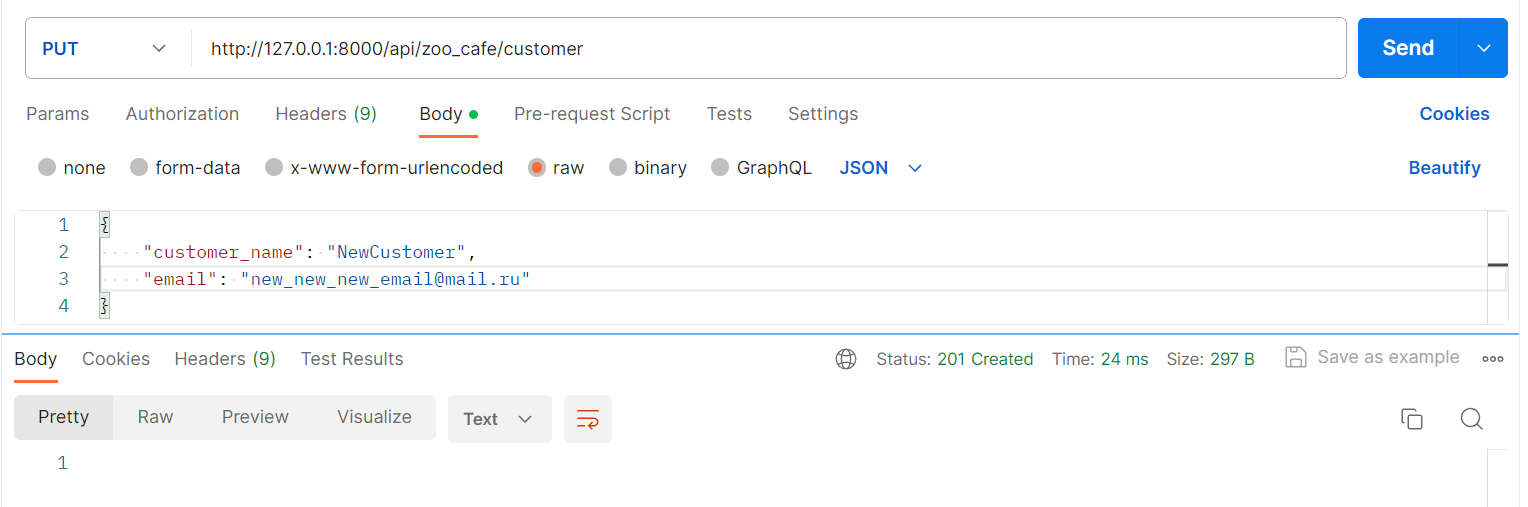 PUT http://127.0.0.1:8000/api/zoo_cafe/customer Send
Params Authorization Headers (9) Body Pre-request Script Tests Settings Cookies
none form-data x-www-form-urlencoded raw binary GraphQL JSON Beautify
1 {
2 "customer_name": "NewCustomer",
3 "email": "new_new_new_email@mail.ru"
4 }
Body Cookies Headers (9) Test Results Status: 201 Created Time: 24 ms Size: 297 B Save as example
Pretty Raw Preview Visualize Text
1